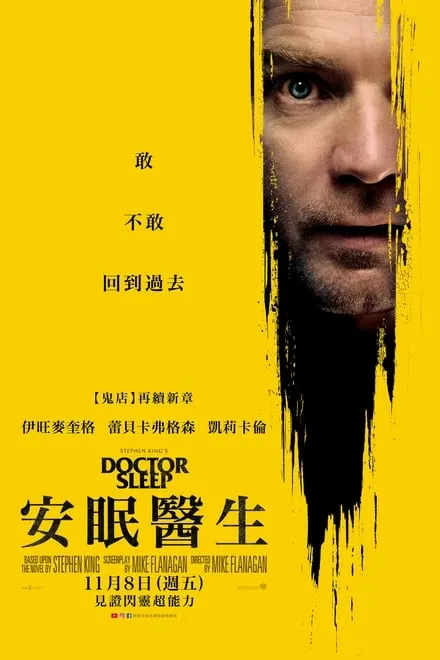 敢
不敢
回到過去
【鬼店】再續新章
伊旺麥奎格 蕾貝卡弗格森 凱莉卡倫
STEPHEN KING'S
DOCTOR
SLEEP
安眠醫生
BASED UPON THE NOVEL BY STEPHEN KING SCREENPLAY BY MIKE FLANAGAN DIRECTED BY MIKE FLANAGAN
11月8日(週五)
見證閃靈超能力